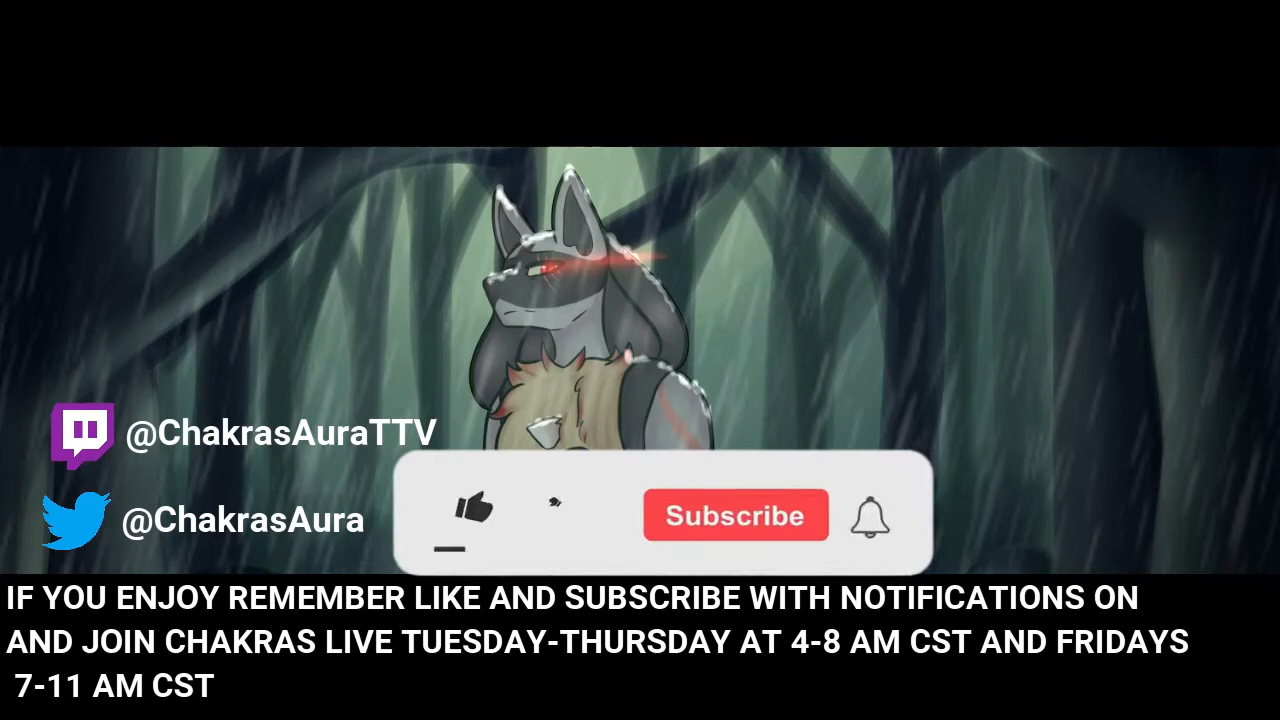 @ChakrasAuraTTV
@ChakrasAura
Subscribe
IF YOU ENJOY REMEMBER LIKE AND SUBSCRIBE WITH NOTIFICATIONS ON
AND JOIN CHAKRAS LIVE TUESDAY-THURSDAY AT 4-8 AM CST AND FRIDAYS
7-11 AM CST